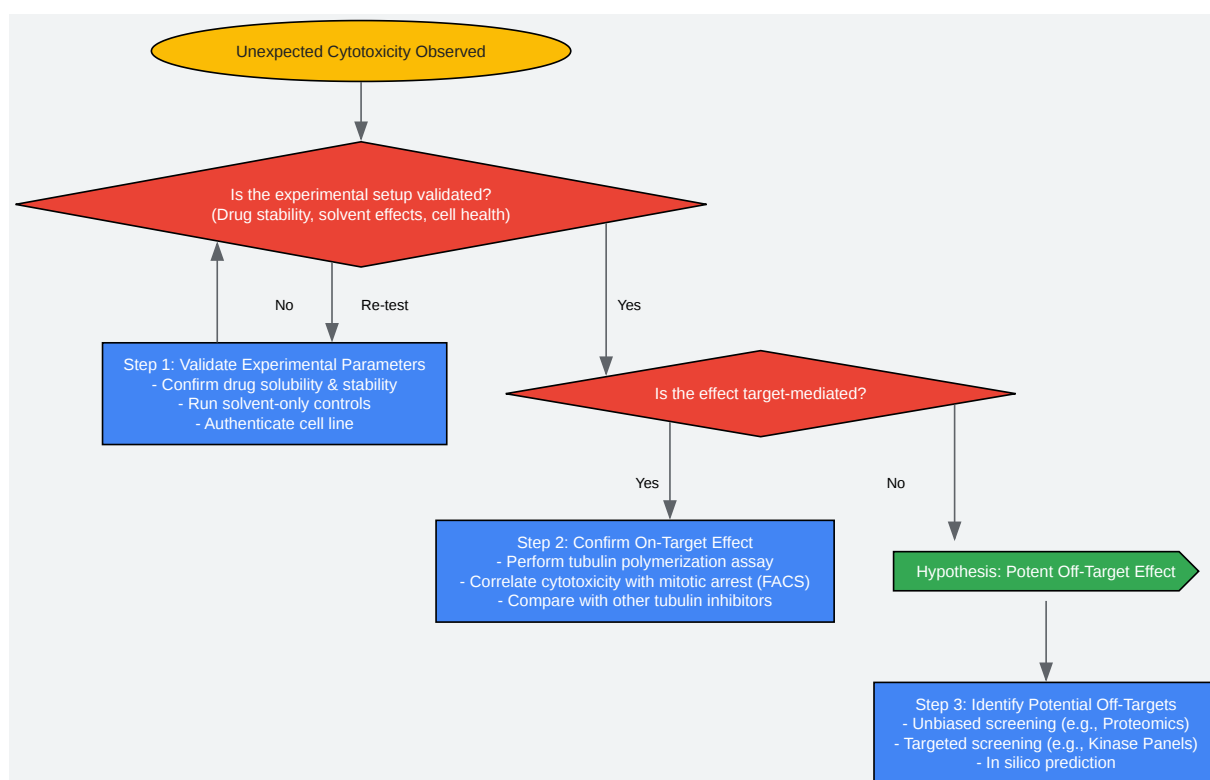 Unexpected Cytotoxicity Observed
Is the experimental setup validated?
(Drug stability, solvent effects, cell health)
No
Re-test
Yes
Step 1: Validate Experimental Parameters
- Confirm drug solubility & stability
- Run solvent-only controls
- Authenticate cell line
Is the effect target-mediated?
Yes
No
Step 2: Confirm On-Target Effect
- Perform tubulin polymerization assay
- Correlate cytotoxicity with mitotic arrest (FACS)
- Compare with other tubulin inhibitors
Hypothesis: Potent Off-Target Effect
Step 3: Identify Potential Off-Targets
- Unbiased screening (e.g., Proteomics)
- Targeted screening (e.g., Kinase Panels)
- In silico prediction